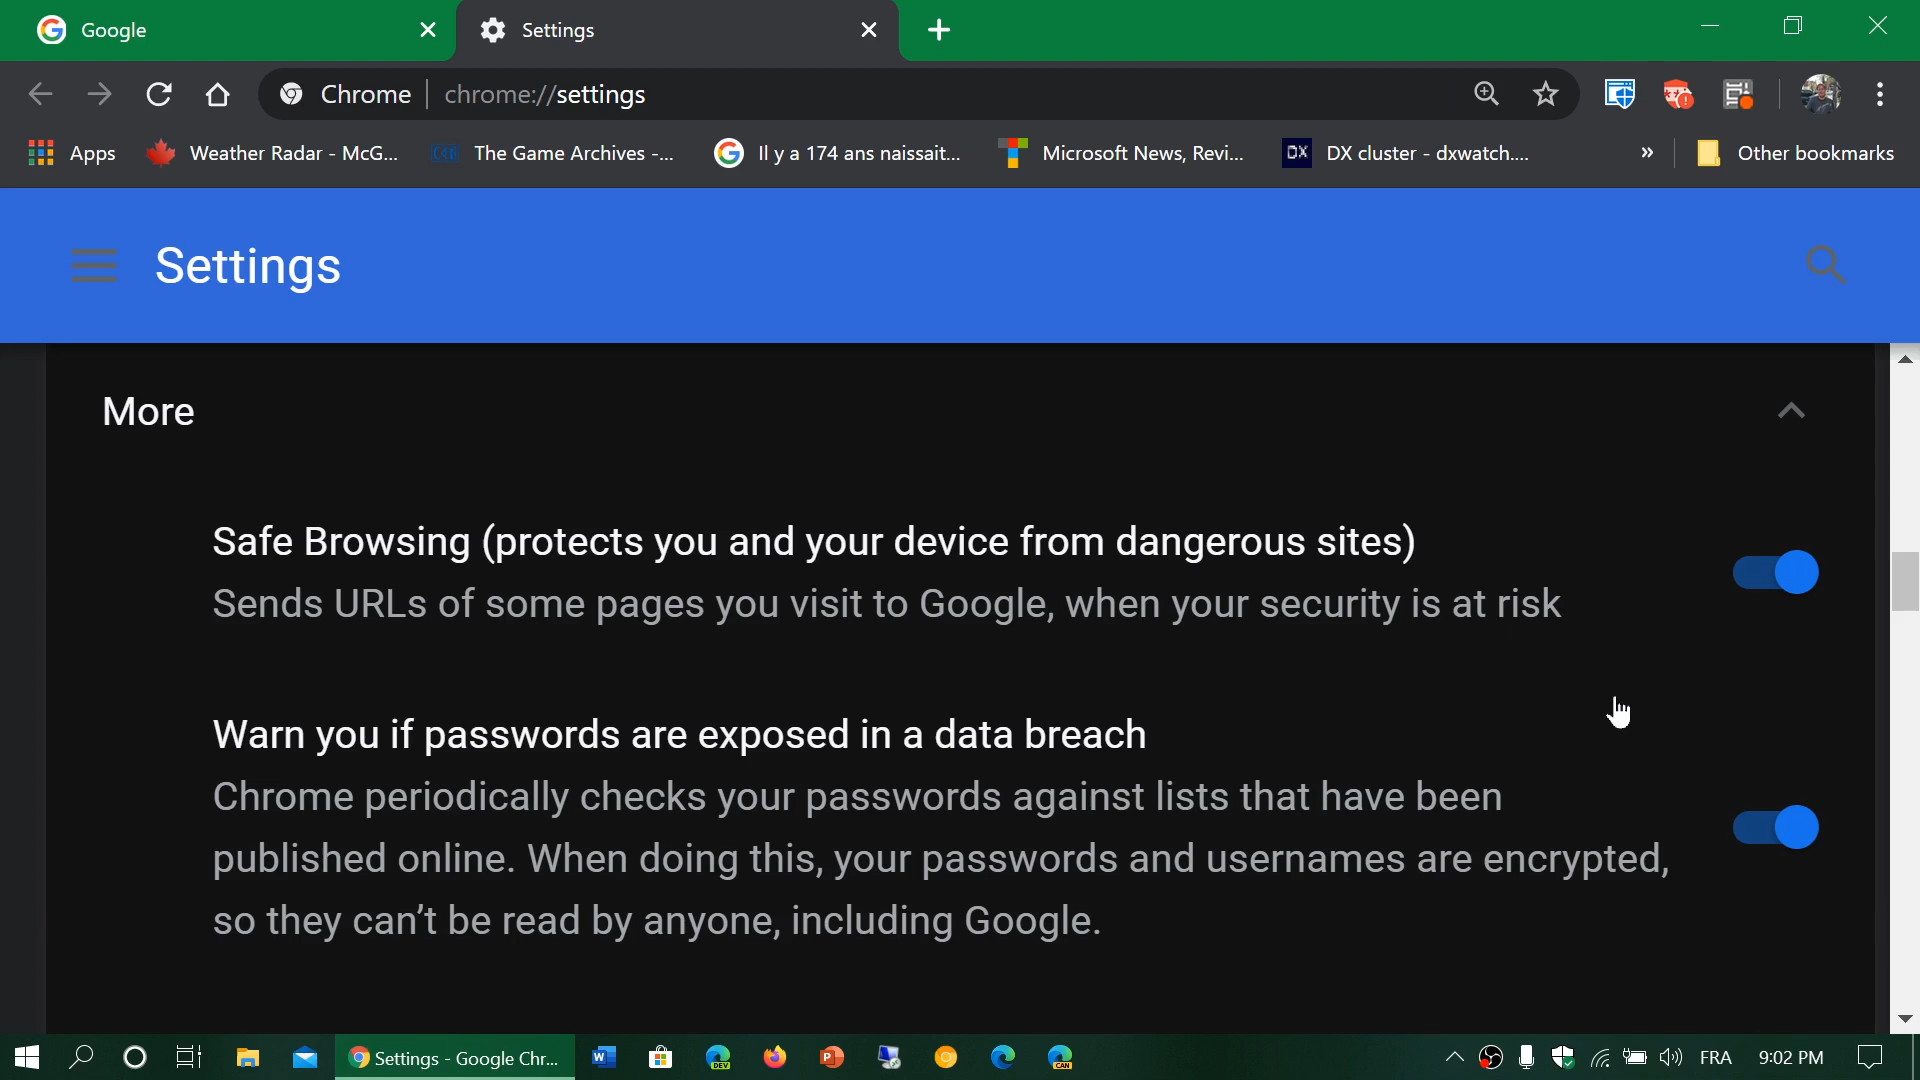 Google
Settings
Chrome
chrome://settings
Apps
Weather Radar - McG...
The Game Archives -...
Il y a 174 ans naissait...
Microsoft News, Revi...
DX
DX cluster - dxwatch....
»
Other bookmarks
Settings
More
Safe Browsing (protects you and your device from dangerous sites)
Sends URLs of some pages you visit to Google, when your security is at risk
Warn you if passwords are exposed in a data breach
Chrome periodically checks your passwords against lists that have been
published online. When doing this, your passwords and usernames are encrypted,
so they can’t be read by anyone, including Google.
Settings - Google Chr...
W
DEV
P
CAN
FRA
9:02 PM